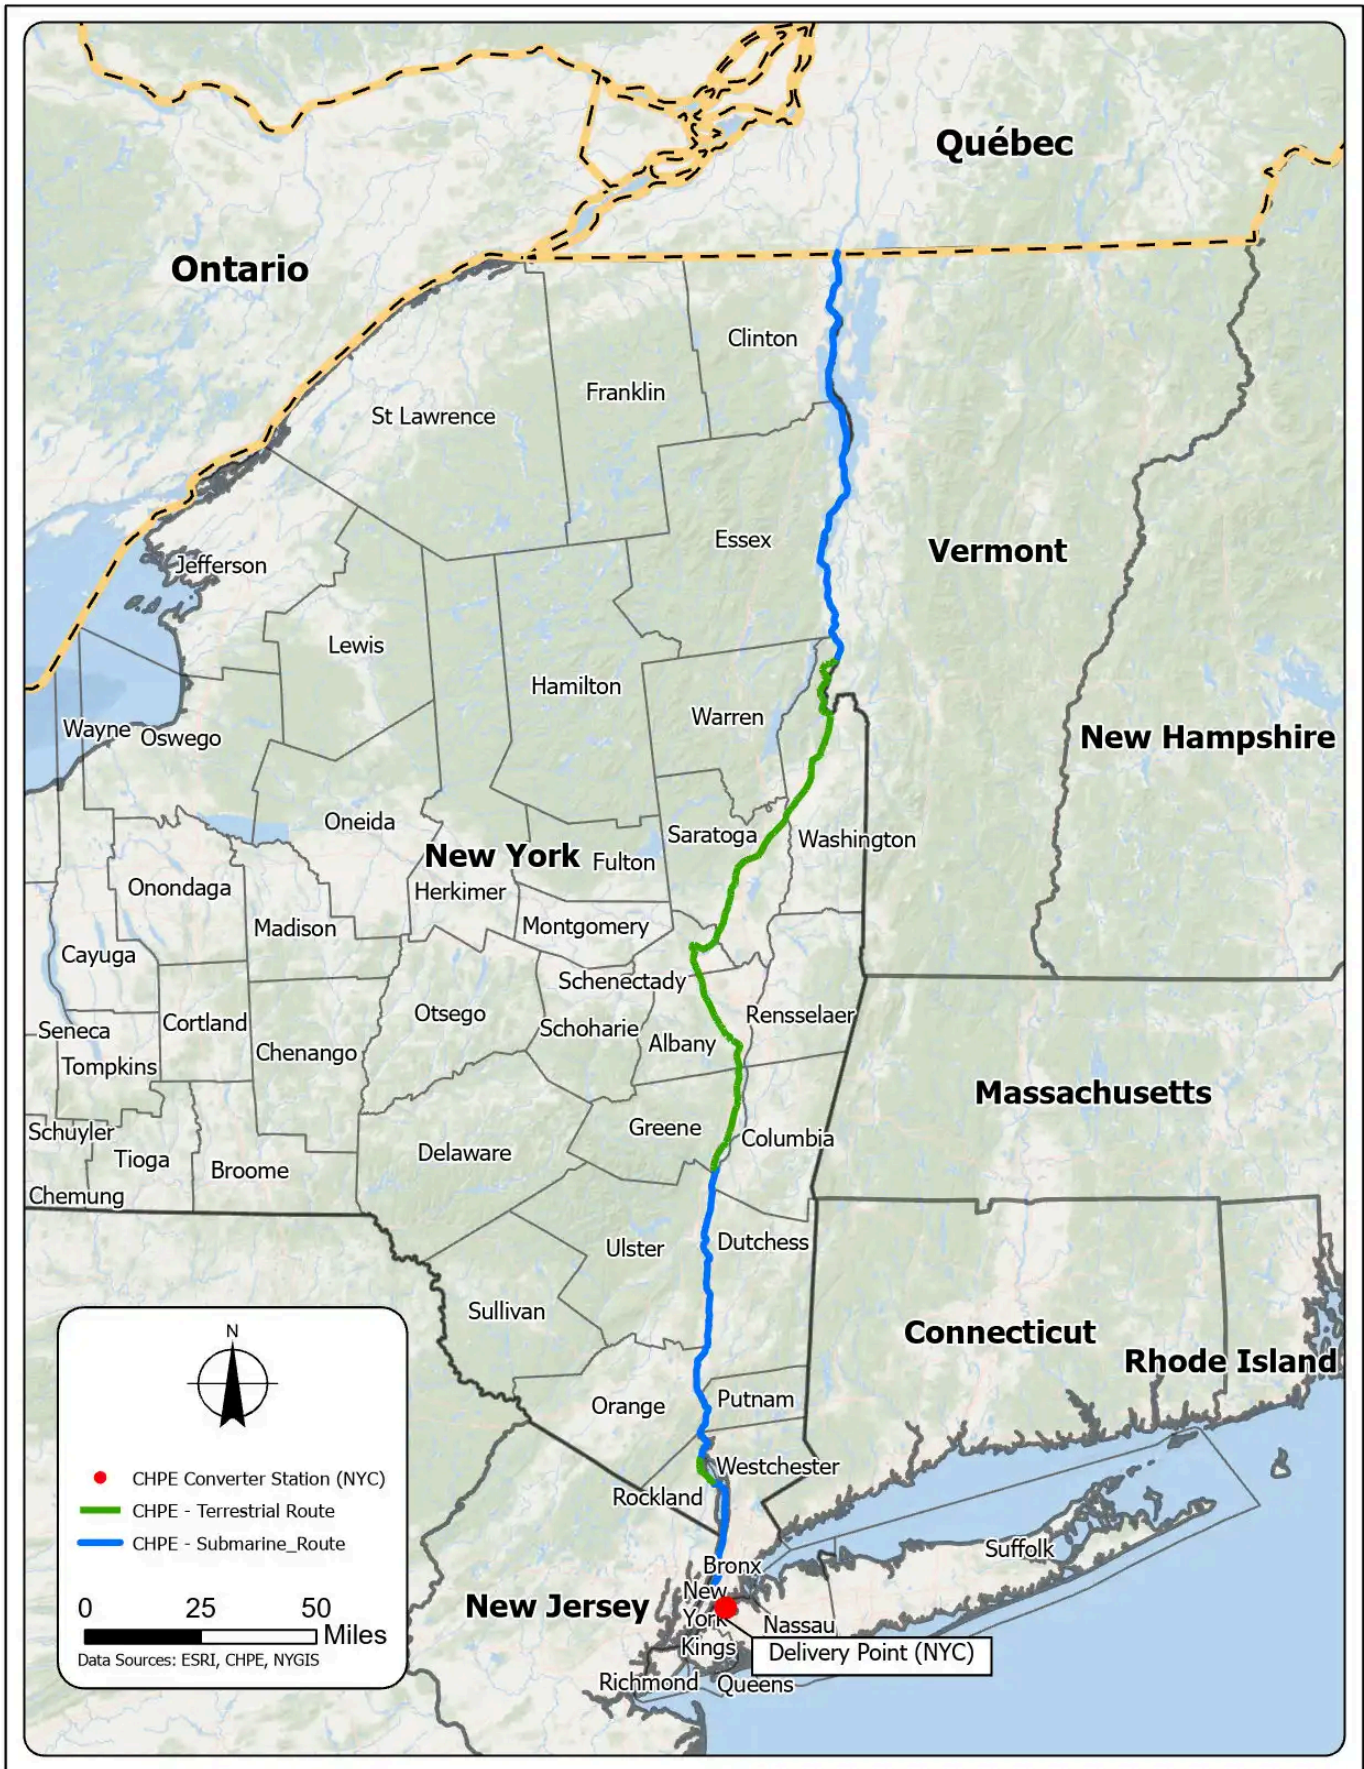 Québec
Ontario
Clinton
Franklin
St Lawrence
Essex
Vermont
Jefferson
Lewis
Hamilton
Warren
Wayne
Oswego
New Hampshire
Oneida
Saratoga
Washington
New York
Fulton
Onondaga
Herkimer
Madison
Montgomery
Cayuga
Schenectady
Otsego
Rensselaer
Seneca
Cortland
Schoharie
Albany
Chenango
Tompkins
Massachusetts
Schuyler
Greene
Columbia
Tioga
Delaware
Broome
Chemung
Ulster
Dutchess
Sullivan
Connecticut
Rhode Island
Orange
Putnam
Westchester
Rockland
Suffolk
Bronx
New
York
New Jersey
Nassau
Kings
Delivery Point (NYC)
Richmond
Queens
N
CHPE Converter Station (NYC)
CHPE - Terrestrial Route
CHPE - Submarine_Route
0 25 50
Miles
Data Sources: ESRI, CHPE, NYGIS